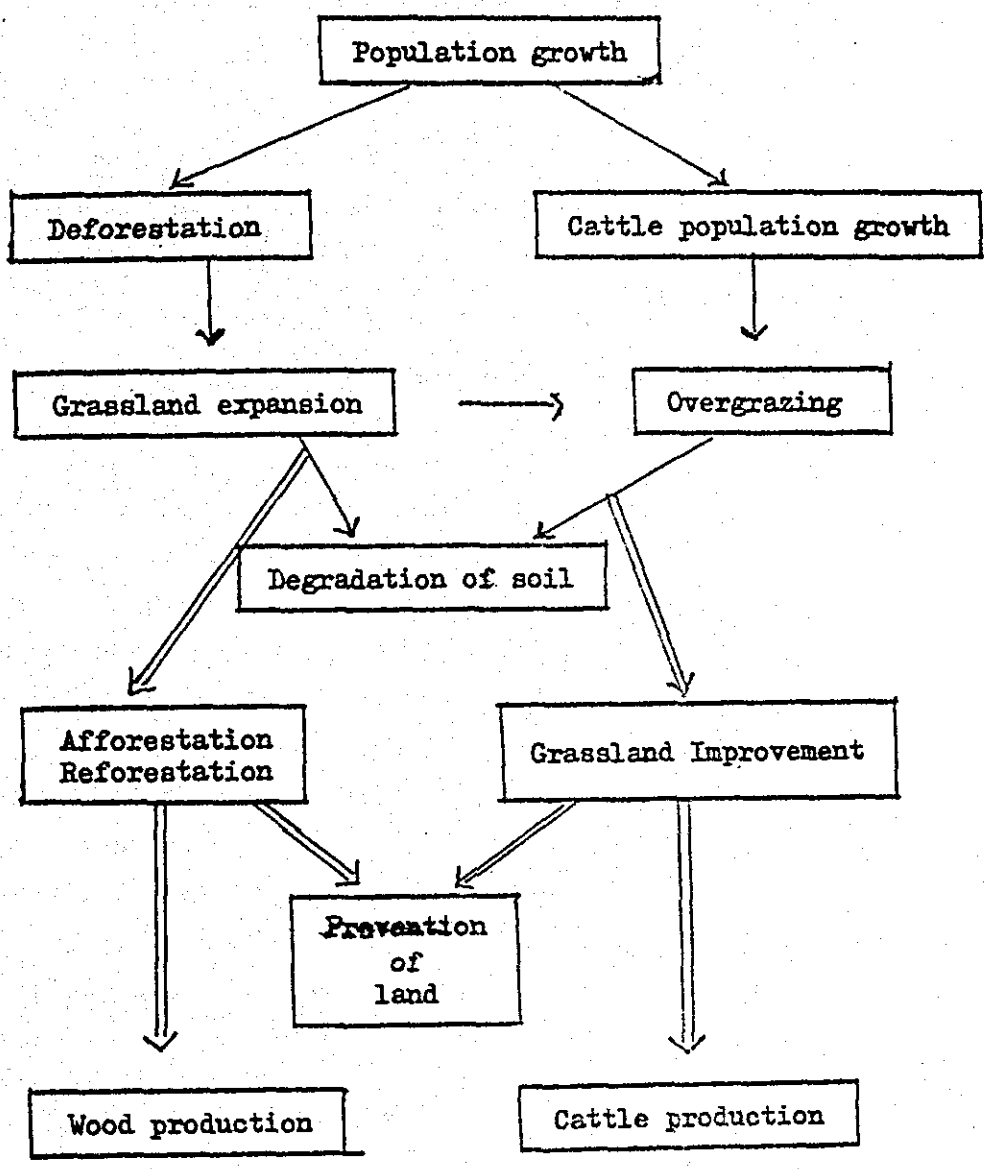 Population growth
Deforestation
Cattle population growth
Grassland expansion
Overgrazing
Degradation of soil
Afforestation
Reforestation
Grassland Improvement
Prevention
of
land
Wood production
Cattle production